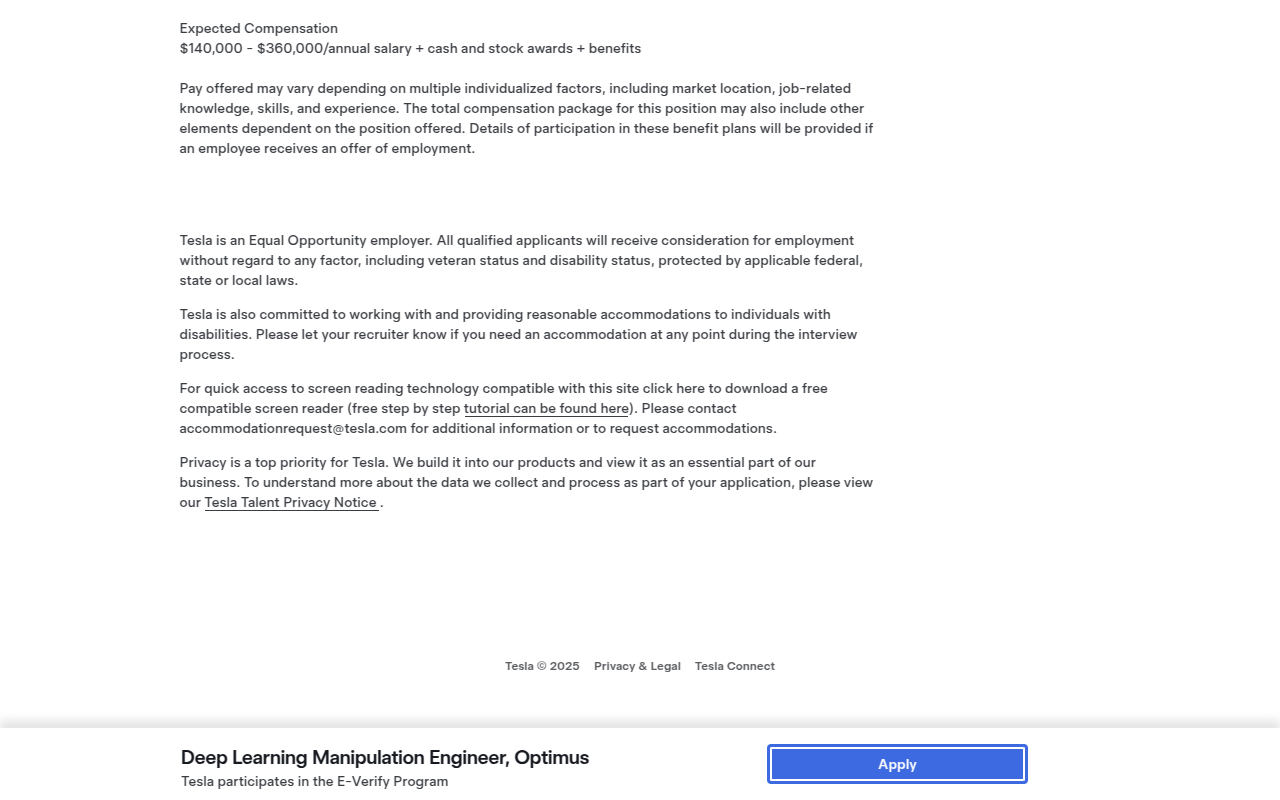 Expected Compensation
$140,000 - $360,000/annual salary + cash and stock awards + benefits
Pay offered may vary depending on multiple individualized factors, including market location, job-related
knowledge, skills, and experience. The total compensation package for this position may also include other
elements dependent on the position offered. Details of participation in these benefit plans will be provided if
an employee receives an offer of employment.
Tesla is an Equal Opportunity employer. All qualified applicants will receive consideration for employment
without regard to any factor, including veteran status and disability status, protected by applicable federal,
state or local laws.
Tesla is also committed to working with and providing reasonable accommodations to individuals with
disabilities. Please let your recruiter know if you need an accommodation at any point during the interview
process.
For quick access to screen reading technology compatible with this site click here to download a free
compatible screen reader (free step by step tutorial can be found here). Please contact
accommodationrequest@tesla.com for additional information or to request accommodations.
Privacy is a top priority for Tesla. We build it into our products and view it as an essential part of our
business. To understand more about the data we collect and process as part of your application, please view
our Tesla Talent Privacy Notice .
Tesla © 2025 Privacy & Legal Tesla Connect
Deep Learning Manipulation Engineer, Optimus
Tesla participates in the E-Verify Program
Apply